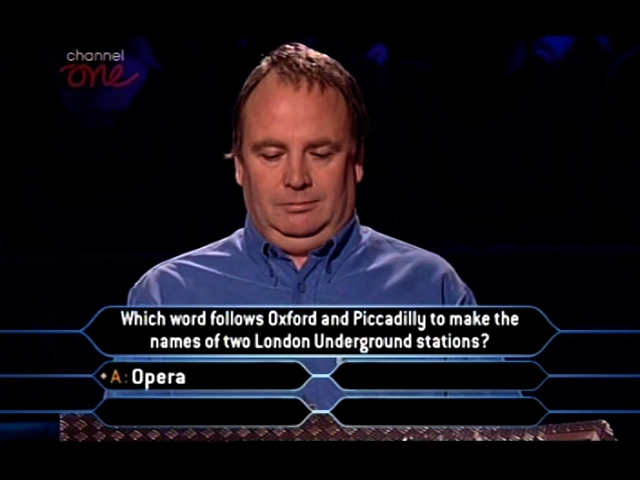 channel
one
Which word follows Oxford and Piccadilly to make the
names of two London Underground stations?
A: Opera